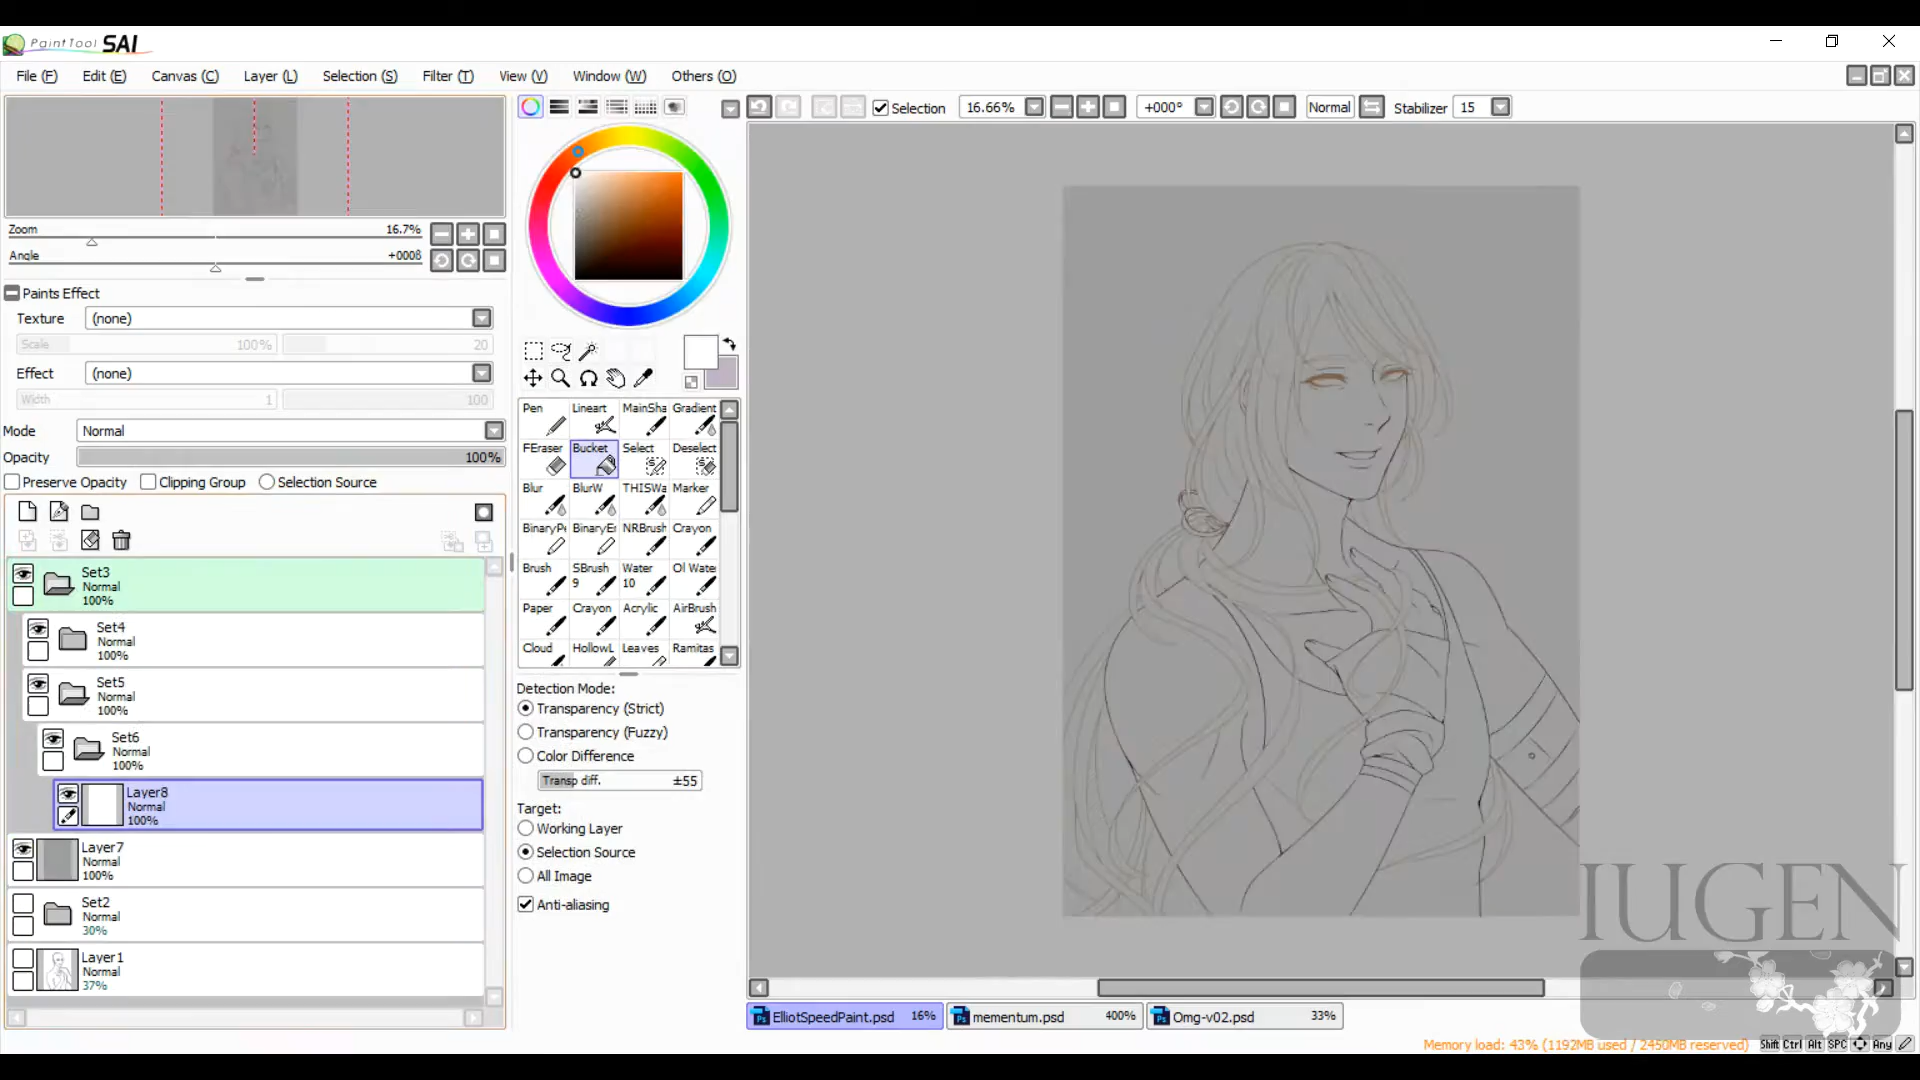 PaintTool SAI
File (F) Edit (E) Canvas (C) Layer (L) Selection (S) Filter (T) View (V) Window (W) Others (O)
Selection 16.66% +000° Normal Stabilizer 15
Zoom 16.7%
Angle +000ß
Paints Effect
Texture (none)
Scale 100% 20
Effect (none)
Width 1 100
Mode Normal
Opacity 100%
Preserve Opacity Clipping Group Selection Source
Set3
Normal
100%
Set4
Normal
100%
Set5
Normal
100%
Set6
Normal
100%
Layer8
Normal
100%
Layer7
Normal
100%
Set2
Normal
30%
Layer1
Normal
37%
Pen Lineart MainSha Gradient
FEraser Bucket Select Deselect
Blur BlurW THISWa Marker
BinaryPe BinaryEr NRBrush Crayon
Brush SBrush Water Ol Water
9 10
Paper Crayon Acrylic AirBrush
Cloud HollowL Leaves Ramitas
Detection Mode:
Transparency (Strict)
Transparency (Fuzzy)
Color Difference
Transp diff. ±55
Target:
Working Layer
Selection Source
All Image
Anti-aliasing
IUGEN
ElliotSpeedPaint.psd 16% mementum.psd 400% Omg-v02.psd 33%
Memory load: 43% (1192MB used / 2450MB reserved) Shift Ctrl Alt SPC Any